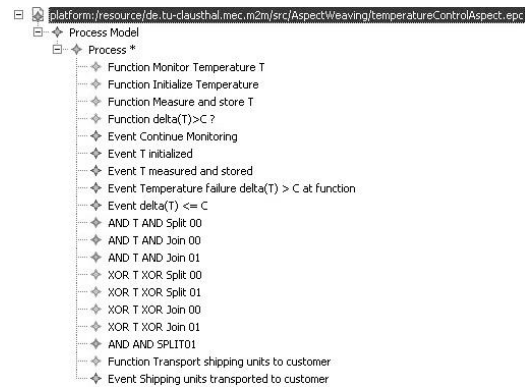 platform:/resource/de.tu-clausthal.mec.m2m/src/AspectWeaving/temperatureControlAspect.epc
Process Model
Process *
Function Monitor Temperature T
Function Initialize Temperature
Function Measure and store T
Function delta(T)>C ?
Event Continue Monitoring
Event T initialized
Event T measured and stored
Event Temperature failure delta(T) > C at function
Event delta(T) <= C
AND T AND Split 00
AND T AND Join 00
AND T AND Join 01
XOR T XOR Split 00
XOR T XOR Split 01
XOR T XOR Join 00
XOR T XOR Join 01
AND AND SPLIT01
Function Transport shipping units to customer
Event Shipping units transported to customer